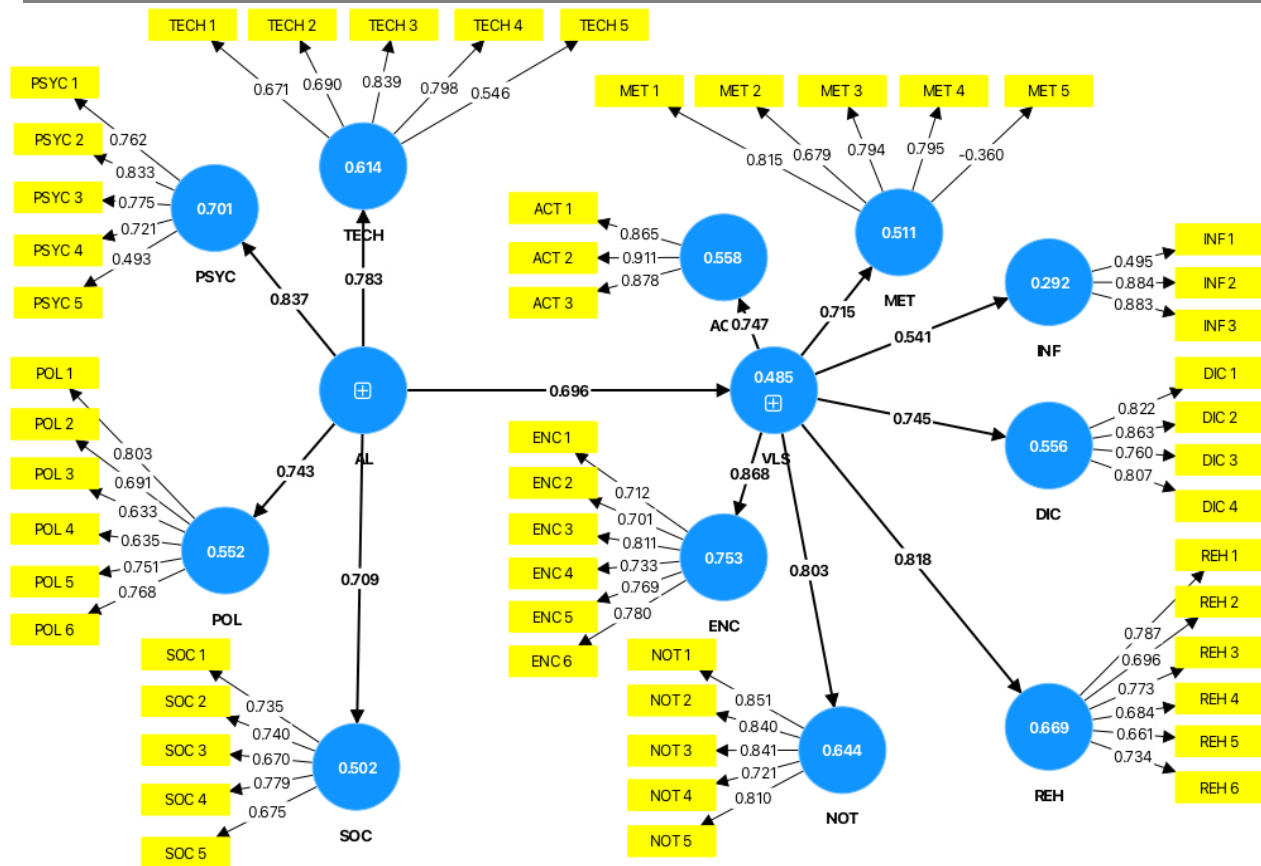 TECH 1
TECH 2
TECH 3
TECH 4
TECH 5
0.671
0.690
0.839
0.798
0.546
0.614
TECH
0.783
PSYC 1
PSYC 2
PSYC 3
PSYC 4
PSYC 5
0.762
0.833
0.775
0.721
0.493
0.701
PSYC
0.837
MET 1
MET 2
MET 3
MET 4
MET 5
0.815
0.679
0.794
0.795
-0.360
0.511
MET
0.715
ACT 1
ACT 2
ACT 3
0.865
0.911
0.878
0.558
AC
0.747
INF 1
INF 2
INF 3
0.495
0.884
0.883
0.292
INF
0.541
AL
0.696
0.485
VLS
POL 1
POL 2
POL 3
POL 4
POL 5
POL 6
0.803
0.691
0.633
0.635
0.751
0.768
0.552
POL
0.743
DIC 1
DIC 2
DIC 3
DIC 4
0.822
0.863
0.760
0.807
0.556
DIC
0.745
ENC 1
ENC 2
ENC 3
ENC 4
ENC 5
ENC 6
0.712
0.701
0.811
0.733
0.769
0.780
0.753
ENC
0.868
SOC 1
SOC 2
SOC 3
SOC 4
SOC 5
0.735
0.740
0.670
0.779
0.675
0.502
SOC
0.709
NOT 1
NOT 2
NOT 3
NOT 4
NOT 5
0.851
0.840
0.841
0.721
0.810
0.644
NOT
0.803
REH 1
REH 2
REH 3
REH 4
REH 5
REH 6
0.787
0.696
0.773
0.684
0.661
0.734
0.669
REH
0.818